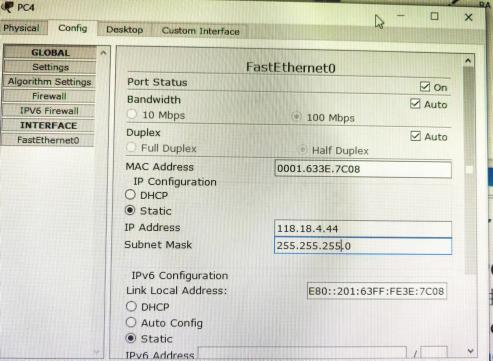 PC4
Physical Config Desktop Custom Interface
GLOBAL
Settings
Algorithm Settings
Firewall
IPV6 Firewall
INTERFACE
FastEthernet0
FastEthernet0
Port Status On
Bandwidth Auto
10 Mbps 100 Mbps
Duplex Auto
Full Duplex Half Duplex
MAC Address 0001.633E.7C08
IP Configuration
DHCP
Static
IP Address 118.18.4.44
Subnet Mask 255.255.255.0
IPv6 Configuration
Link Local Address: E80::201:63FF:FE3E:7C08
DHCP
Auto Config
Static
IPv6 Address /